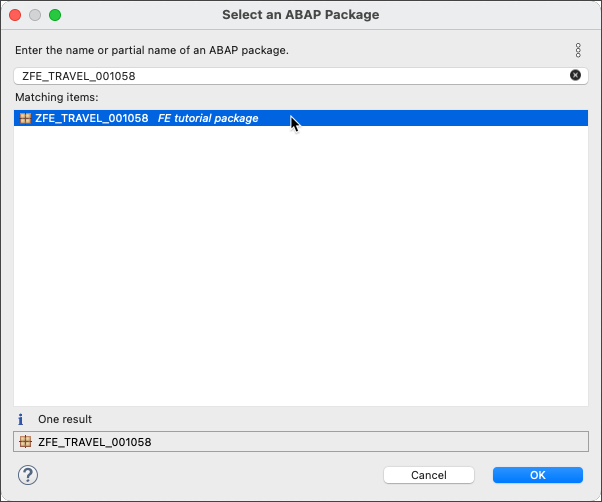 Select an ABAP Package
Enter the name or partial name of an ABAP package.
ZFE_TRAVEL_001058
Matching items:
ZFE_TRAVEL_001058 FE tutorial package
One result
ZFE_TRAVEL_001058
Cancel OK